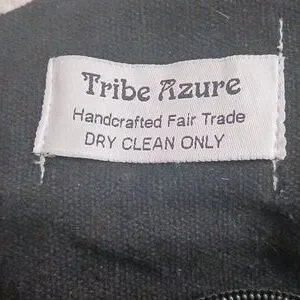 Tribe Azure
Handcrafted Fair Trade
DRY CLEAN ONLY